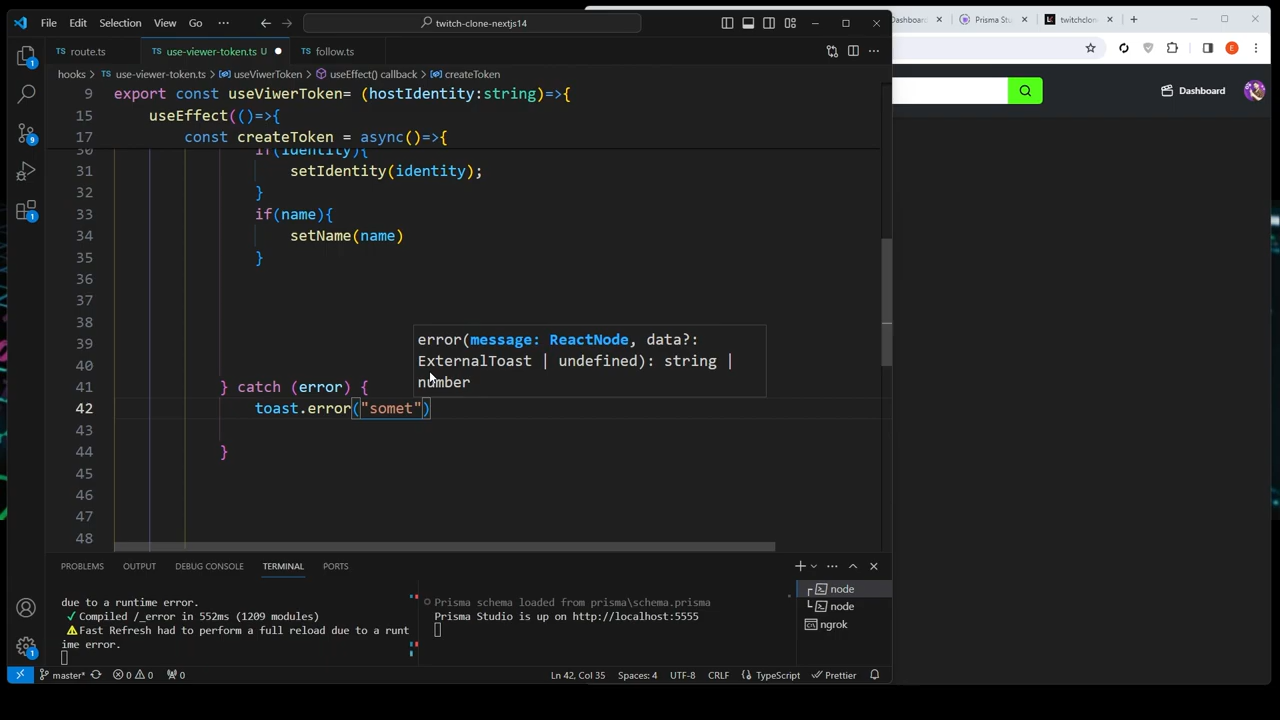 File Edit Selection View Go ··· twitch-clone-nextjs14
Dashboard Prisma Stu twitchclone
route.ts use-viewer-token.ts U follow.ts
hooks > use-viewer-token.ts > useViwerToken > useEffect() callback > createToken
Dashboard
9 export const useViwerToken= (hostIdentity:string)=>{
15 useEffect(()=>{
17 const createToken = async()=>{
30 if(identity){
31 setIdentity(identity);
32 }
33 if(name){
34 setName(name)
35 }
36
37
38
39
40
error(message: ReactNode, data?:
ExternalToast | undefined): string |
number
41 } catch (error) {
42 toast.error("somet")
43
44 }
45
46
47
48
PROBLEMS OUTPUT DEBUG CONSOLE TERMINAL PORTS
due to a runtime error.
✓ Compiled /_error in 552ms (1209 modules)
⚠Fast Refresh had to perform a full reload due to a runt
ime error.
Prisma schema loaded from prisma\schema.prisma
Prisma Studio is up on http://localhost:5555
node
node
ngrok
master* 0 0 0 Ln 42, Col 35 Spaces: 4 UTF-8 CRLF {} TypeScript Prettier